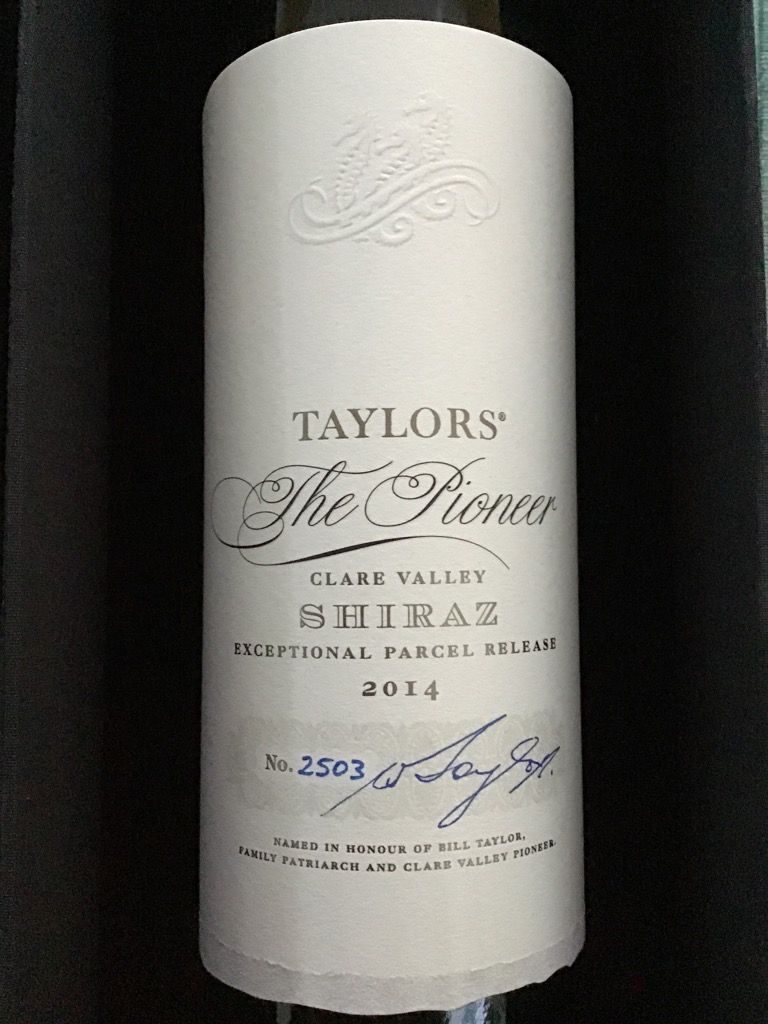 TAYLORS®
The Pioneer
CLARE VALLEY
SHIRAZ
EXCEPTIONAL PARCEL RELEASE
2014
No. 2503 W Taylor.
NAMED IN HONOUR OF BILL TAYLOR,
FAMILY PATRIARCH AND CLARE VALLEY PIONEER.